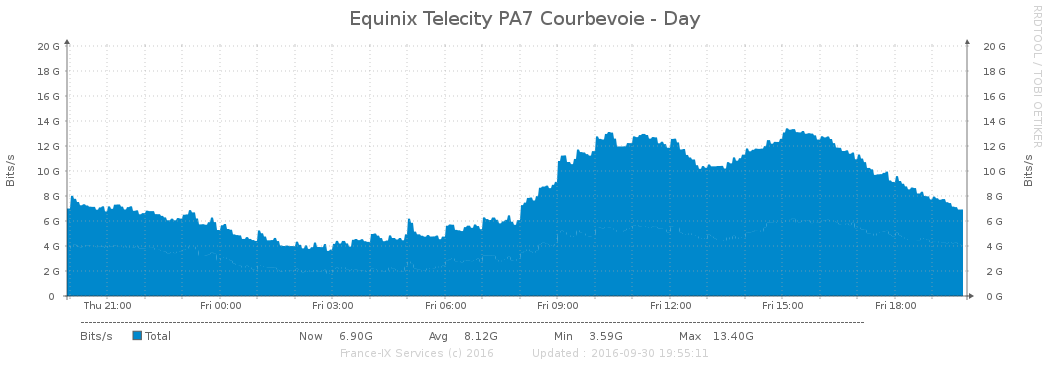 Equinix Telecity PA7 Courbevoie - Day
RRDTOOL / TOBI OETIKER
Bits/s
20 G
18 G
16 G
14 G
12 G
10 G
8 G
6 G
4 G
2 G
0
20 G
18 G
16 G
14 G
12 G
10 G
8 G
6 G
4 G
2 G
0 G
Bits/s
Thu 21:00 Fri 00:00 Fri 03:00 Fri 06:00 Fri 09:00 Fri 12:00 Fri 15:00 Fri 18:00
Bits/s Total Now 6.90G Avg 8.12G Min 3.59G Max 13.40G
France-IX Services (c) 2016 Updated : 2016-09-30 19:55:11